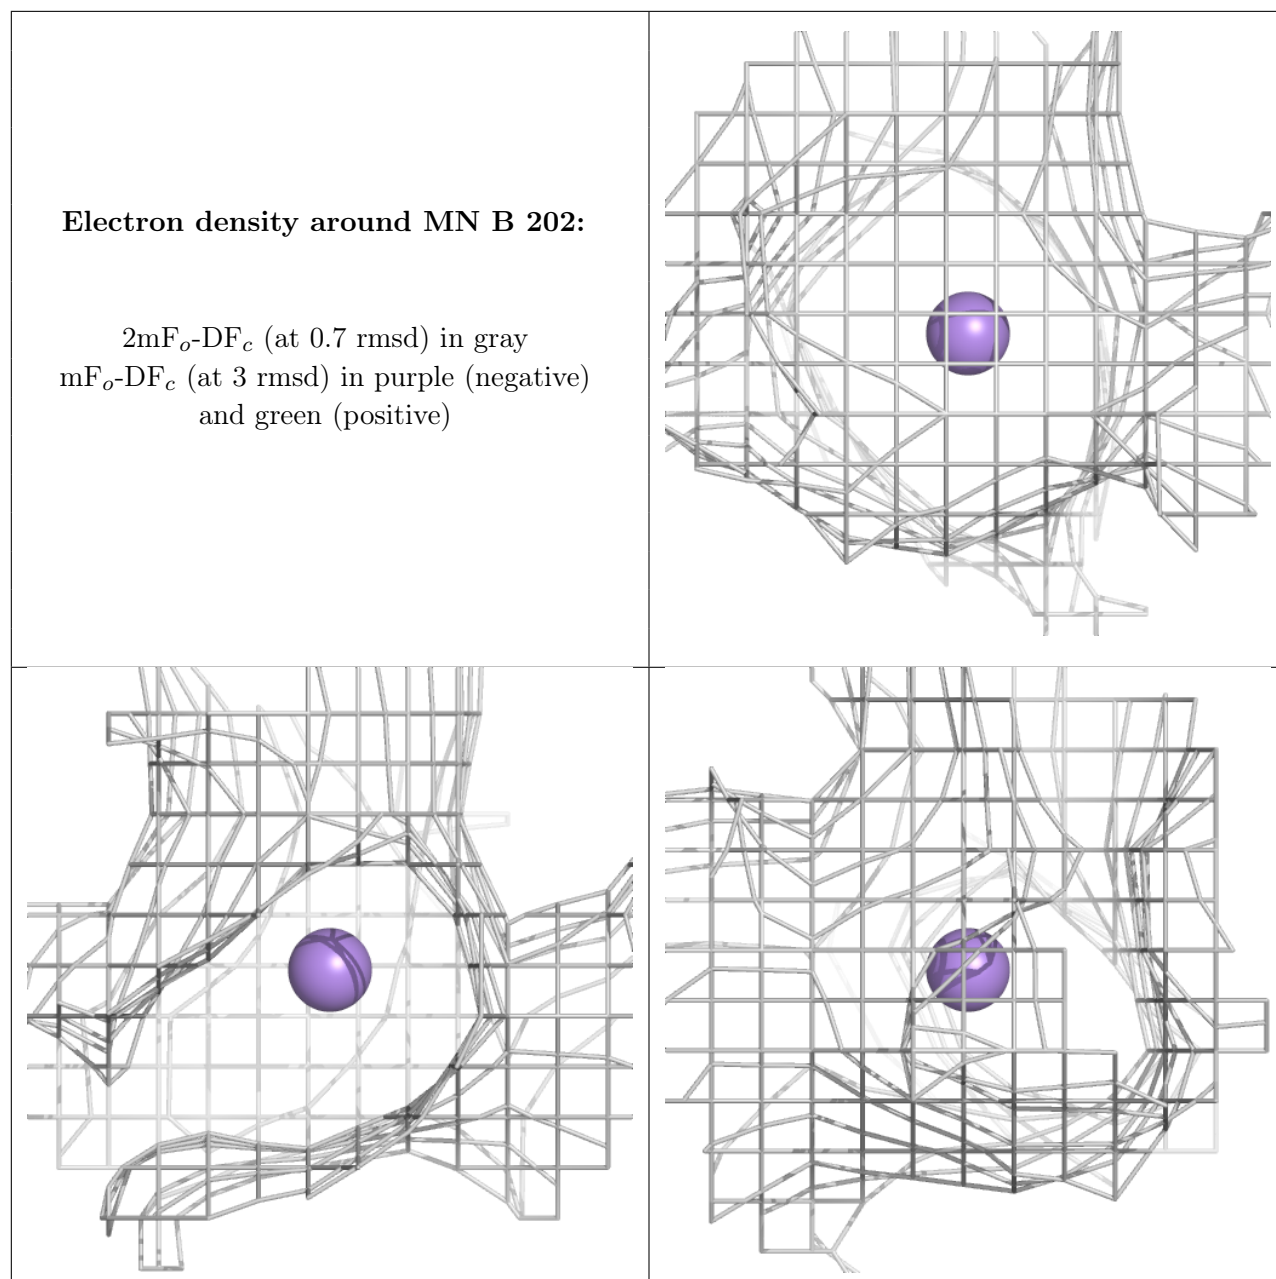 Electron density around MN B 202:
2mFo-DFc (at 0.7 rmsd) in gray
mFo-DFc (at 3 rmsd) in purple (negative)
and green (positive)